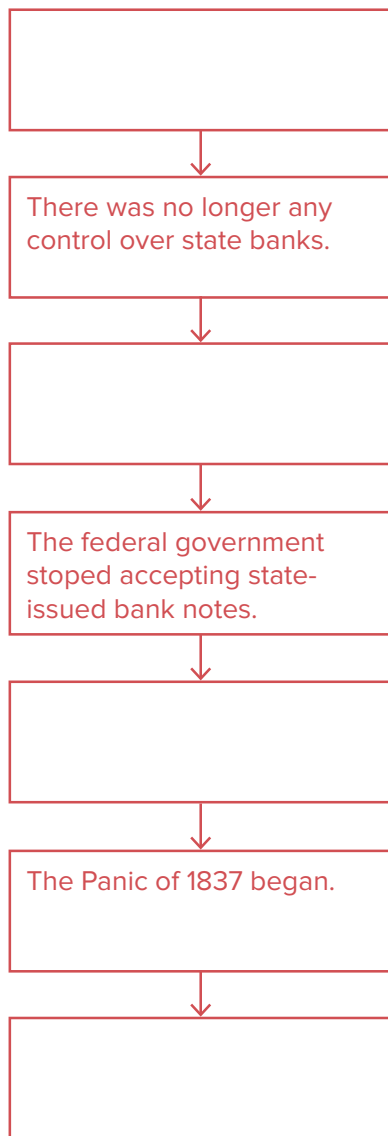 There was no longer any
control over state banks.
The federal government
stoped accepting state-
issued bank notes.
The Panic of 1837 began.